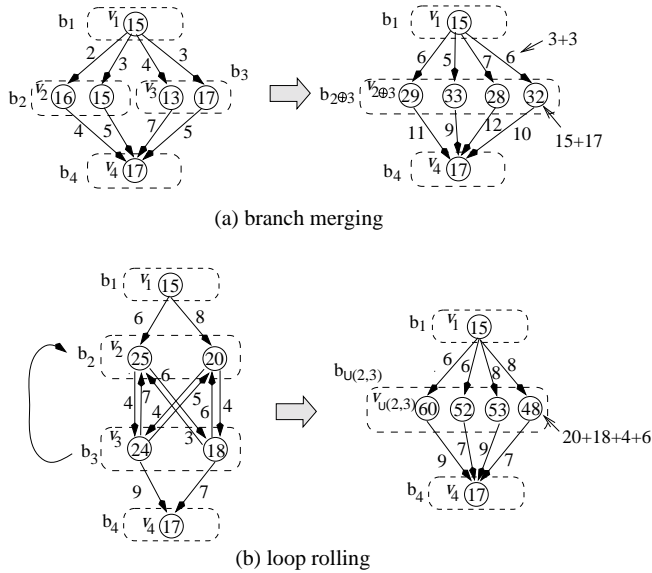 b1 V1 15
2 3 4 3
b2 V2 16 15 V3 13 17 b3
4 5 7 5
b4 V4 17
b1 V1 15 3+3
6 5 7 6
b2⊕3 V2⊕3 29 33 28 32
11 9 12 10 15+17
b4 V4 17
(a) branch merging
b1 V1 15
6 8
b2 V2 25 20
4 7 6 4 5 3 6 4
b3 V3 24 18
9 7
b4 V4 17
b1 V1 15
6 6 8 8
b∪(2,3)
V∪(2,3) 60 52 53 48
9 7 9 7 20+18+4+6
b4 V4 17
(b) loop rolling